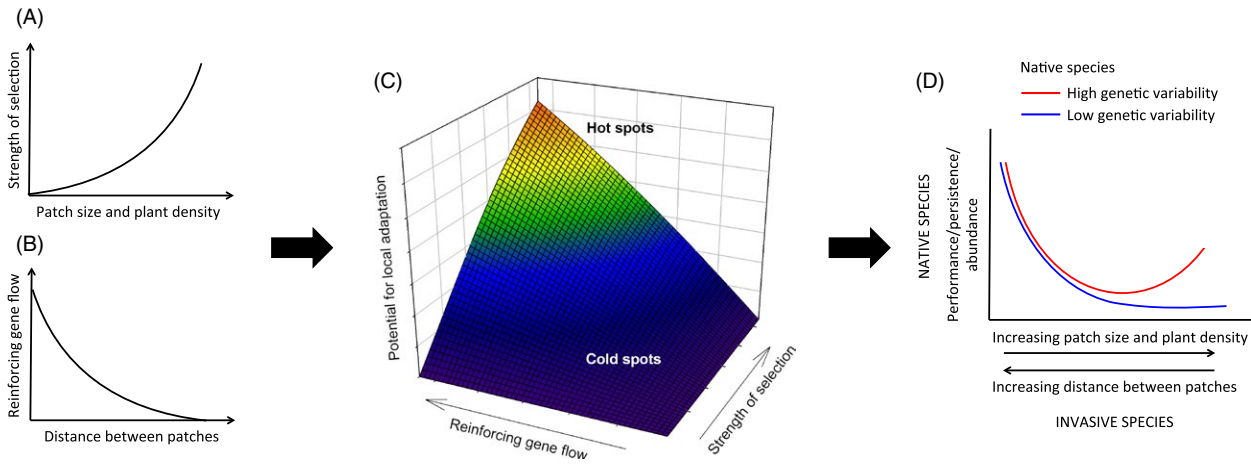 (A)
Strength of selection
Patch size and plant density
(B)
Reinforcing gene flow
Distance between patches
(C)
Potential for local adaptation
Hot spots
Cold spots
Reinforcing gene flow
Strength of selection
(D)
Native species
High genetic variability
Low genetic variability
NATIVE SPECIES
Performance/persistence/
abundance
Increasing patch size and plant density
Increasing distance between patches
INVASIVE SPECIES